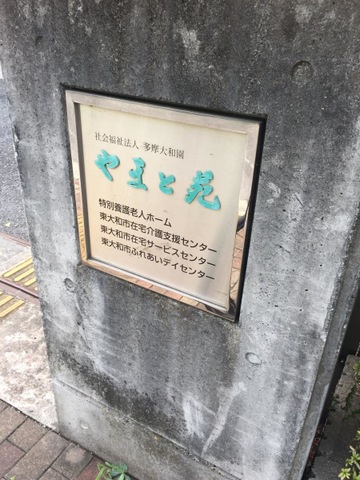 社会福祉法人 多摩大和園
やまと苑
特別養護老人ホーム
東大和市在宅介護支援センター
東大和市在宅サービスセンター
東大和市ふれあいデイセンター